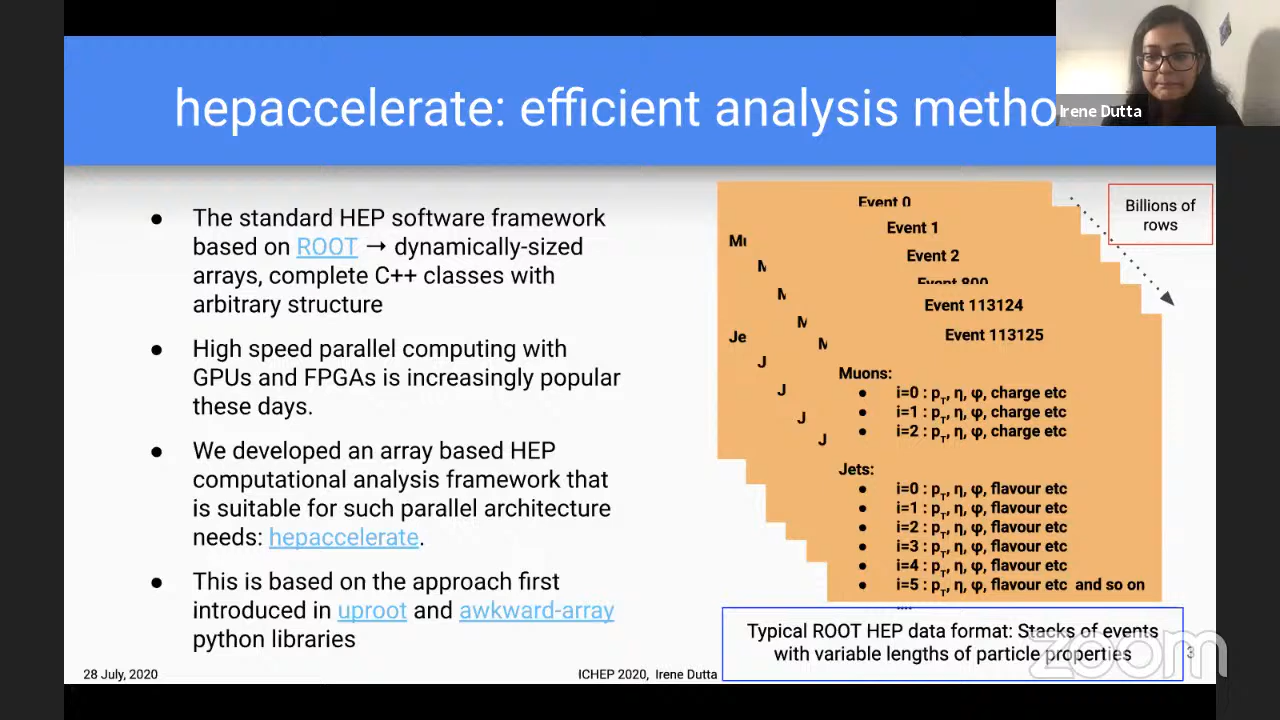 hepaccelerate: efficient analysis metho
Irene Dutta
● The standard HEP software framework
based on ROOT → dynamically-sized
arrays, complete C++ classes with
arbitrary structure
● High speed parallel computing with
GPUs and FPGAs is increasingly popular
these days.
● We developed an array based HEP
computational analysis framework that
is suitable for such parallel architecture
needs: hepaccelerate.
● This is based on the approach first
introduced in uproot and awkward-array
python libraries
Billions of
rows
Event 0
Event 1
Event 2
Event 800
Event 113124
Event 113125
Mu
M
M
M
M
Je
J
J
J
J
Muons:
● i=0 : pT, η, φ, charge etc
● i=1 : pT, η, φ, charge etc
● i=2 : pT, η, φ, charge etc
Jets:
● i=0 : pT, η, φ, flavour etc
● i=1 : pT, η, φ, flavour etc
● i=2 : pT, η, φ, flavour etc
● i=3 : pT, η, φ, flavour etc
● i=4 : pT, η, φ, flavour etc
● i=5 : pT, η, φ, flavour etc and so on
....
Typical ROOT HEP data format: Stacks of events
with variable lengths of particle properties
28 July, 2020
ICHEP 2020, Irene Dutta
3
zoom